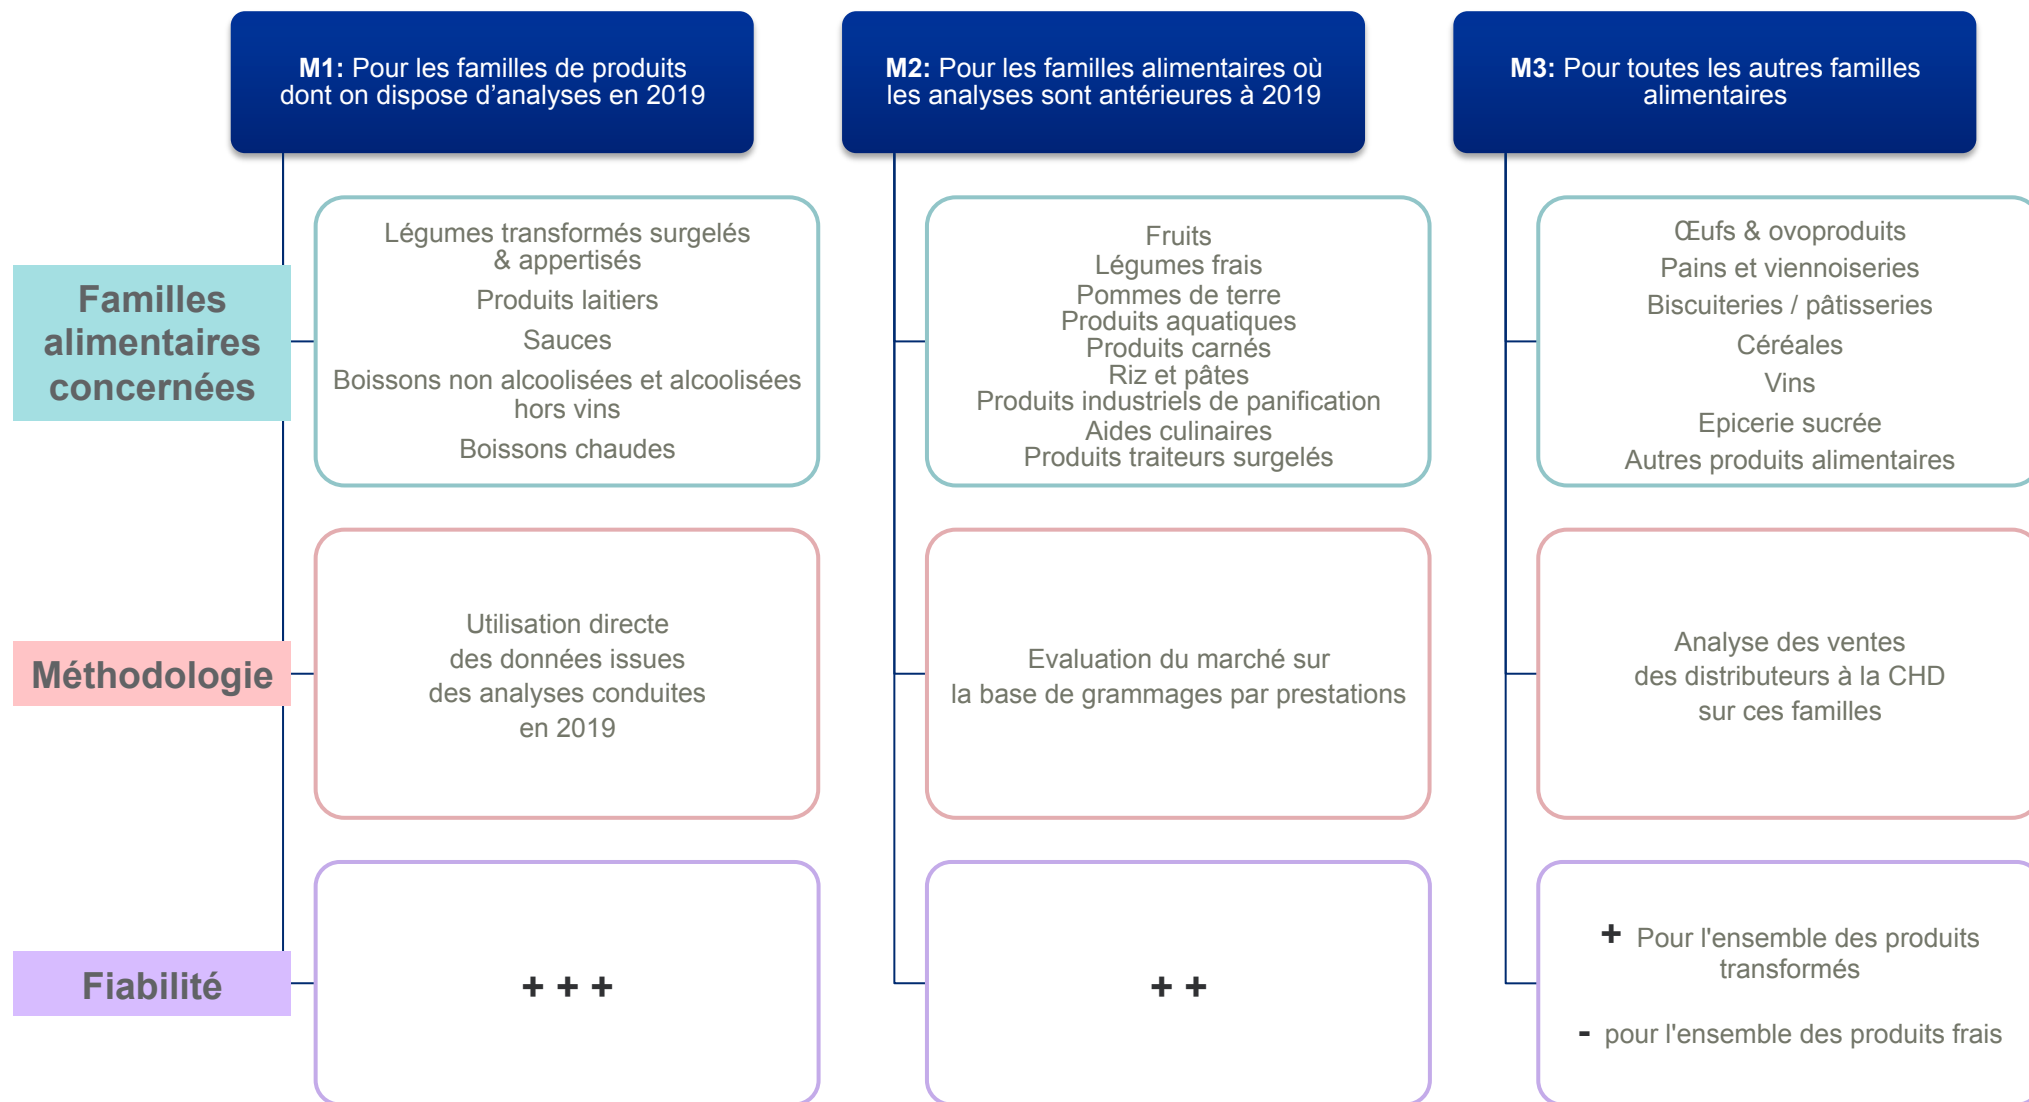 M1: Pour les familles de produits
dont on dispose d’analyses en 2019
M2: Pour les familles alimentaires où
les analyses sont antérieures à 2019
M3: Pour toutes les autres familles
alimentaires
Familles
alimentaires
concernées
Légumes transformés surgelés
& appertisés
Produits laitiers
Sauces
Boissons non alcoolisées et alcoolisées
hors vins
Boissons chaudes
Fruits
Légumes frais
Pommes de terre
Produits aquatiques
Produits carnés
Riz et pâtes
Produits industriels de panification
Aides culinaires
Produits traiteurs surgelés
Œufs & ovoproduits
Pains et viennoiseries
Biscuiteries / pâtisseries
Céréales
Vins
Epicerie sucrée
Autres produits alimentaires
Méthodologie
Utilisation directe
des données issues
des analyses conduites
en 2019
Evaluation du marché sur
la base de grammages par prestations
Analyse des ventes
des distributeurs à la CHD
sur ces familles
Fiabilité
+ + +
+ +
+ Pour l'ensemble des produits
transformés
- pour l'ensemble des produits frais